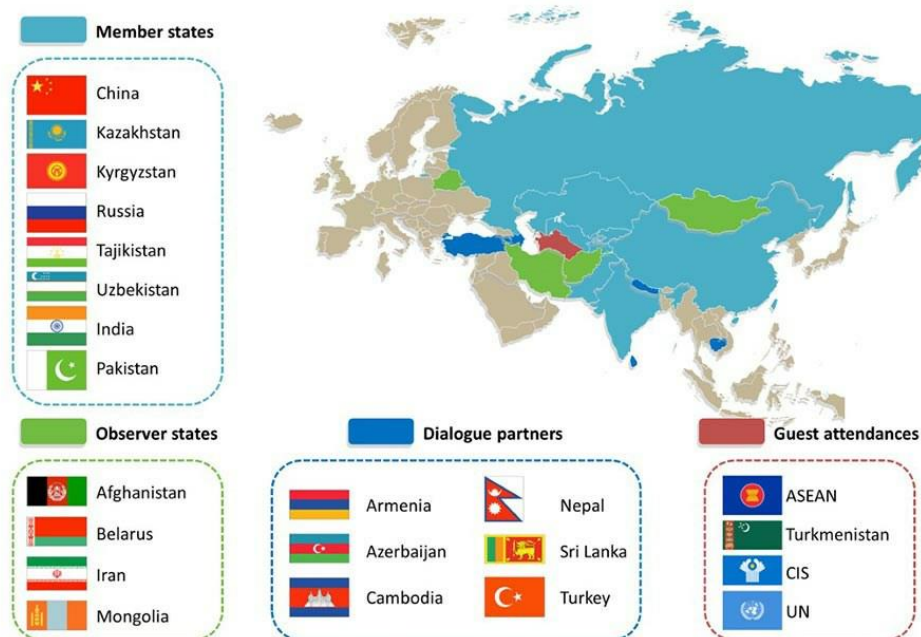 Member states
China
Kazakhstan
Kyrgyzstan
Russia
Tajikistan
Uzbekistan
India
Pakistan
Observer states
Afghanistan
Belarus
Iran
Mongolia
Dialogue partners
Armenia
Azerbaijan
Cambodia
Nepal
Sri Lanka
Turkey
Guest attendances
ASEAN
Turkmenistan
CIS
UN